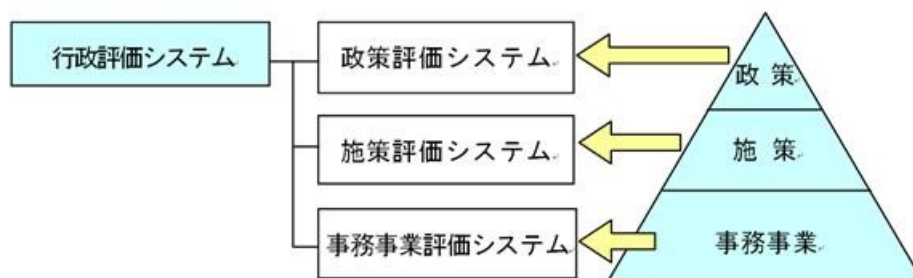 行政評価システム
政策評価システム
政 策
施策評価システム
施 策
事務事業評価システム
事務事業